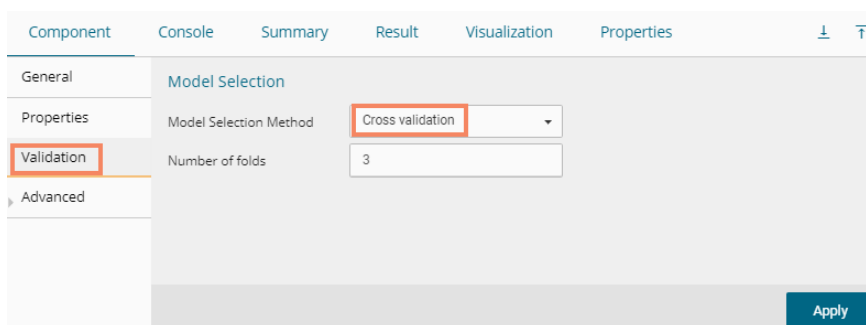 Component Console Summary Result Visualization Properties
General
Properties
Validation
Advanced
Model Selection
Model Selection Method Cross validation
Number of folds 3
Apply